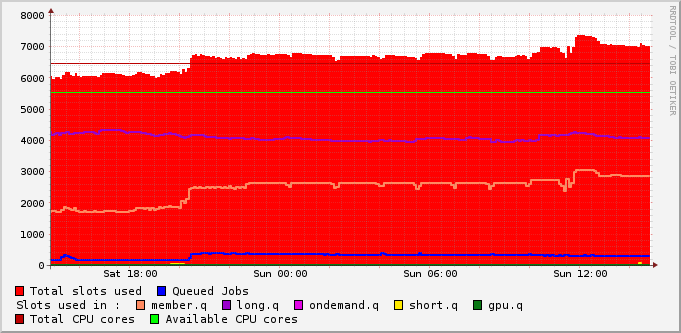 8000
7000
6000
5000
4000
3000
2000
1000
0
Sat 18:00 Sun 00:00 Sun 06:00 Sun 12:00
RRDTOOL / TOBI OETIKER
Total slots used Queued Jobs
Slots used in : member.q long.q ondemand.q short.q gpu.q
Total CPU cores Available CPU cores